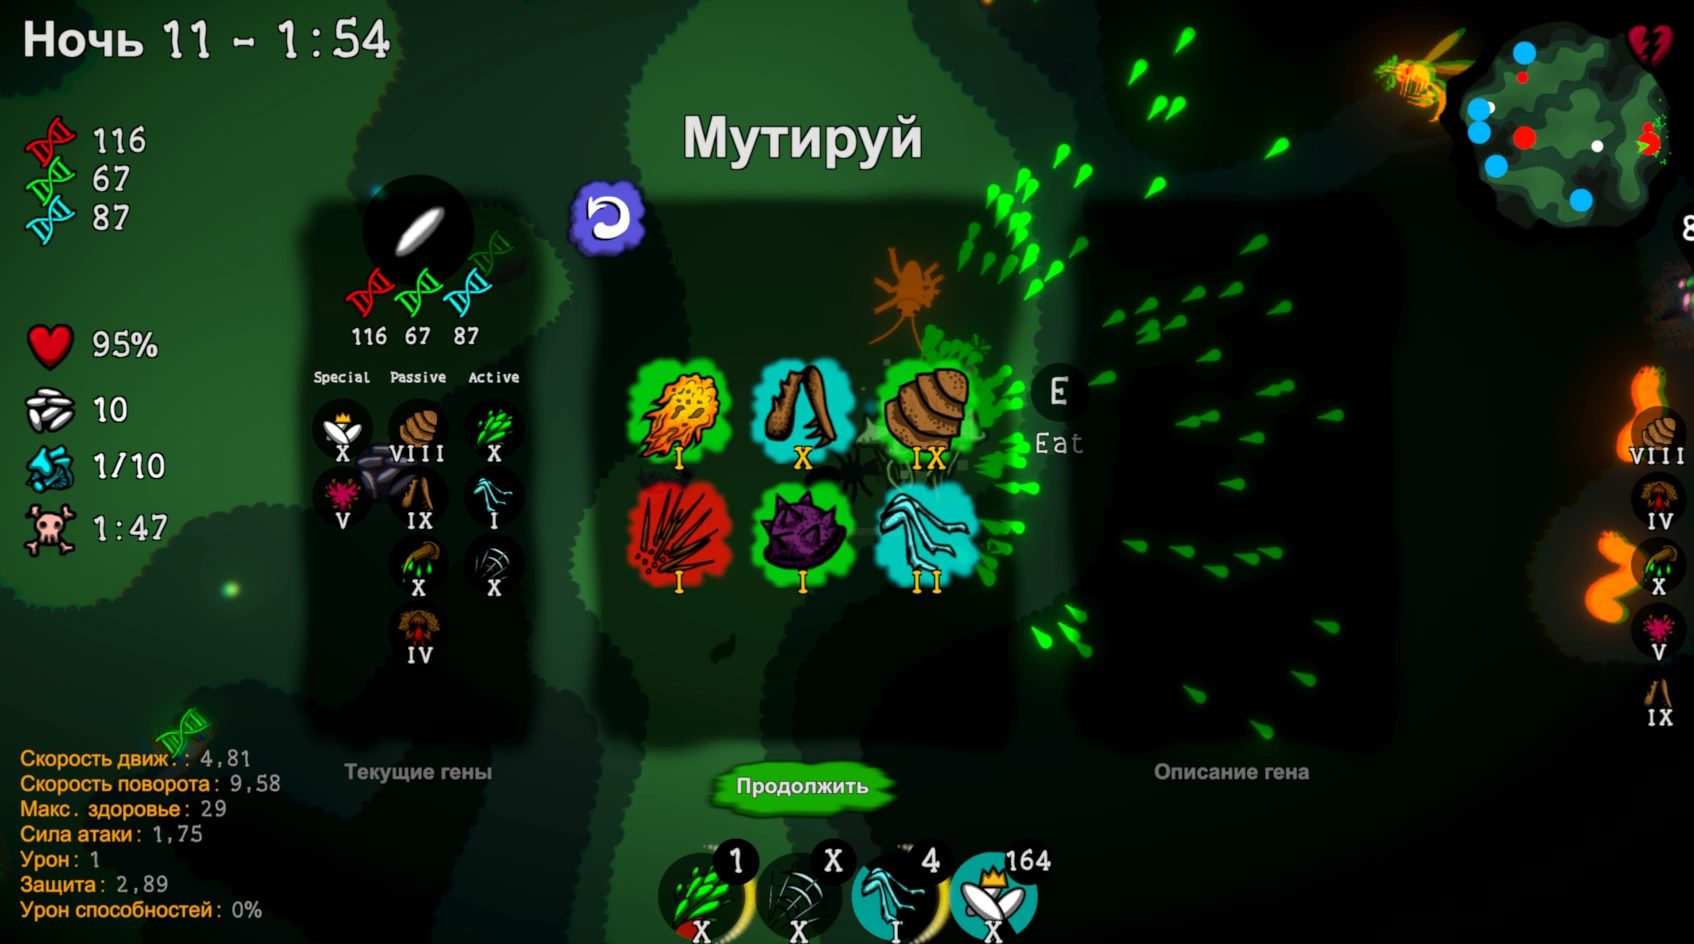 Ночь 11 - 1:54
116
67
87
95%
10
1/10
1:47
Мутируй
116 67 87
Special Passive Active
X VIII X
V IX I
X X
IV
I X IX
I I II
E
Eat
8
VIII
IV
X
V
IX
Скорость движ.: 4,81
Скорость поворота: 9,58
Макс. здоровье: 29
Сила атаки: 1,75
Урон: 1
Защита: 2,89
Урон способностей: 0%
Текущие гены
Продолжить
Описание гена
1 X 4 164
X X I X